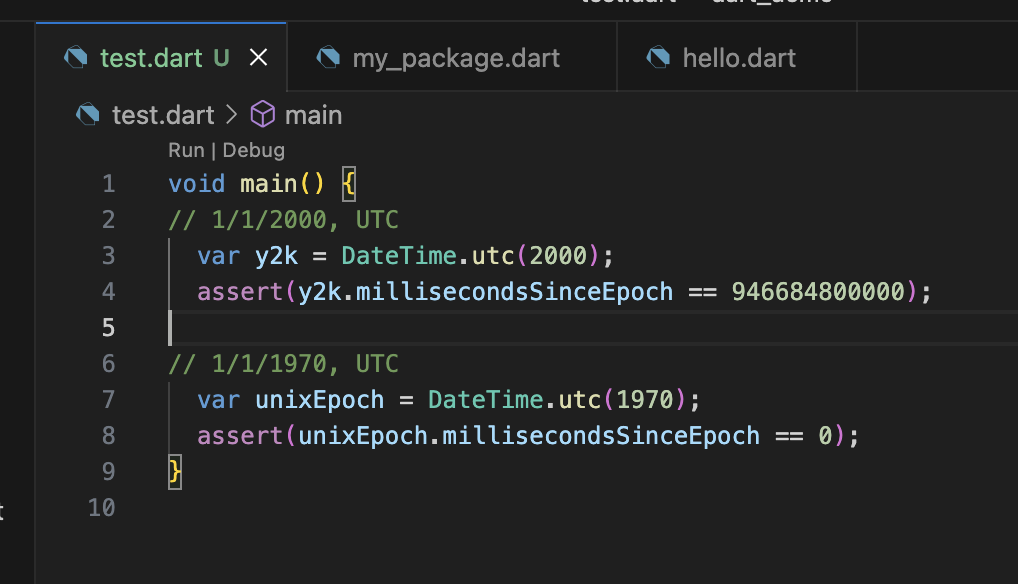 test.dart U
my_package.dart
hello.dart
test.dart > main
Run | Debug
1 void main() {
2 // 1/1/2000, UTC
3   var y2k = DateTime.utc(2000);
4   assert(y2k.millisecondsSinceEpoch == 946684800000);
5
6 // 1/1/1970, UTC
7   var unixEpoch = DateTime.utc(1970);
8   assert(unixEpoch.millisecondsSinceEpoch == 0);
9 }
10